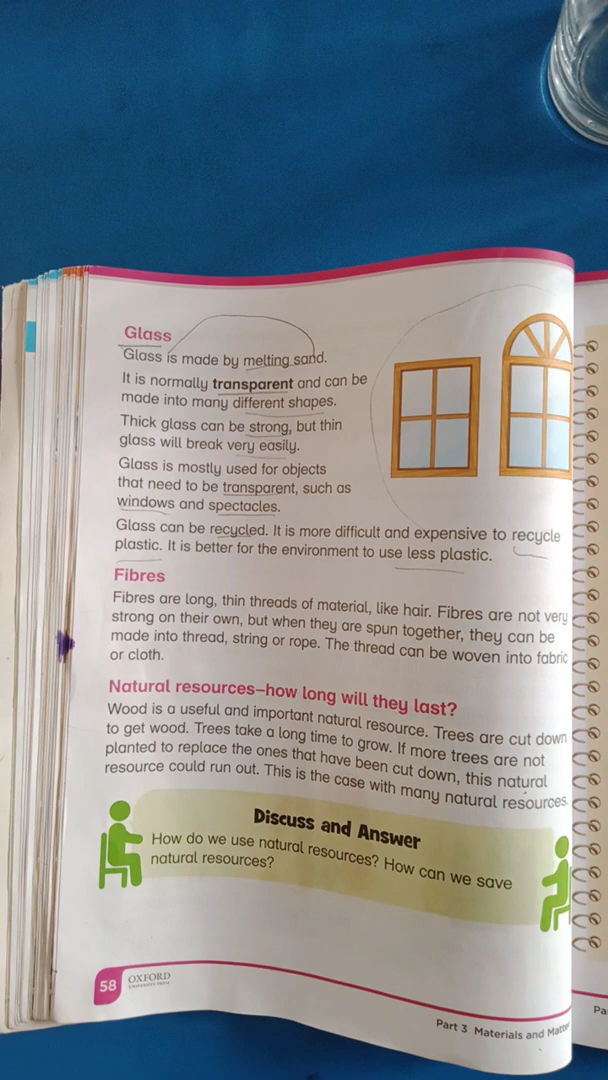 Glass
Glass is made by melting sand.
It is normally transparent and can be
made into many different shapes.
Thick glass can be strong, but thin
glass will break very easily.
Glass is mostly used for objects
that need to be transparent, such as
windows and spectacles.
Glass can be recycled. It is more difficult and expensive to recycle
plastic. It is better for the environment to use less plastic.
Fibres
Fibres are long, thin threads of material, like hair. Fibres are not very
strong on their own, but when they are spun together, they can be
made into thread, string or rope. The thread can be woven into fabric
or cloth.
Natural resources–how long will they last?
Wood is a useful and important natural resource. Trees are cut down
to get wood. Trees take a long time to grow. If more trees are not
planted to replace the ones that have been cut down, this natural
resource could run out. This is the case with many natural resources.
Discuss and Answer
How do we use natural resources? How can we save
natural resources?
58
OXFORD
UNIVERSITY PRESS
Part 3 Materials and Matter
Pa